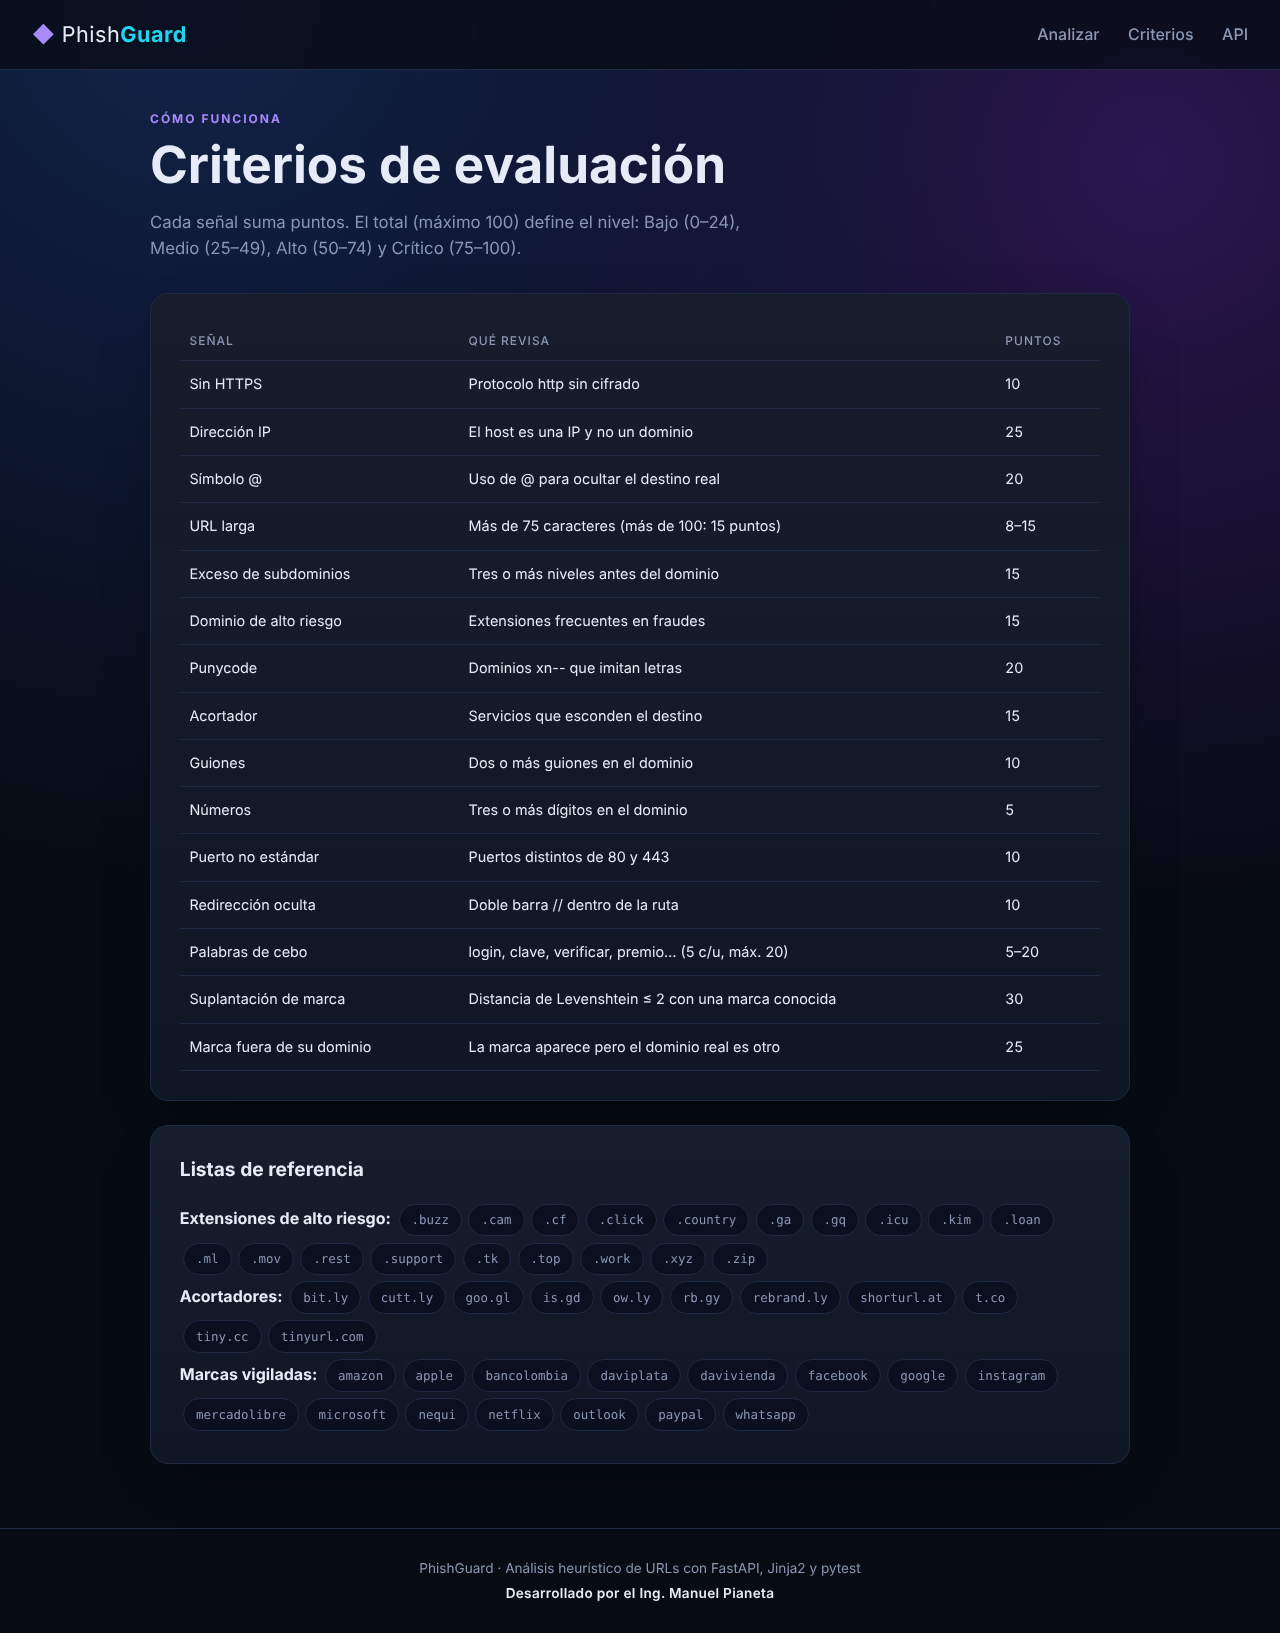 PhishGuard
Analizar Criterios API
CÓMO FUNCIONA
Criterios de evaluación
Cada señal suma puntos. El total (máximo 100) define el nivel: Bajo (0–24),
Medio (25–49), Alto (50–74) y Crítico (75–100).
SEÑAL QUÉ REVISA PUNTOS
Sin HTTPS Protocolo http sin cifrado 10
Dirección IP El host es una IP y no un dominio 25
Símbolo @ Uso de @ para ocultar el destino real 20
URL larga Más de 75 caracteres (más de 100: 15 puntos) 8–15
Exceso de subdominios Tres o más niveles antes del dominio 15
Dominio de alto riesgo Extensiones frecuentes en fraudes 15
Punycode Dominios xn-- que imitan letras 20
Acortador Servicios que esconden el destino 15
Guiones Dos o más guiones en el dominio 10
Números Tres o más dígitos en el dominio 5
Puerto no estándar Puertos distintos de 80 y 443 10
Redirección oculta Doble barra // dentro de la ruta 10
Palabras de cebo login, clave, verificar, premio... (5 c/u, máx. 20) 5–20
Suplantación de marca Distancia de Levenshtein ≤ 2 con una marca conocida 30
Marca fuera de su dominio La marca aparece pero el dominio real es otro 25
Listas de referencia
Extensiones de alto riesgo: .buzz .cam .cf .click .country .ga .gq .icu .kim .loan
.ml .mov .rest .support .tk .top .work .xyz .zip
Acortadores: bit.ly cutt.ly goo.gl is.gd ow.ly rb.gy rebrand.ly shorturl.at t.co
tiny.cc tinyurl.com
Marcas vigiladas: amazon apple bancolombia daviplata davivienda facebook google instagram
mercadolibre microsoft nequi netflix outlook paypal whatsapp
PhishGuard · Análisis heurístico de URLs con FastAPI, Jinja2 y pytest
Desarrollado por el Ing. Manuel Pianeta